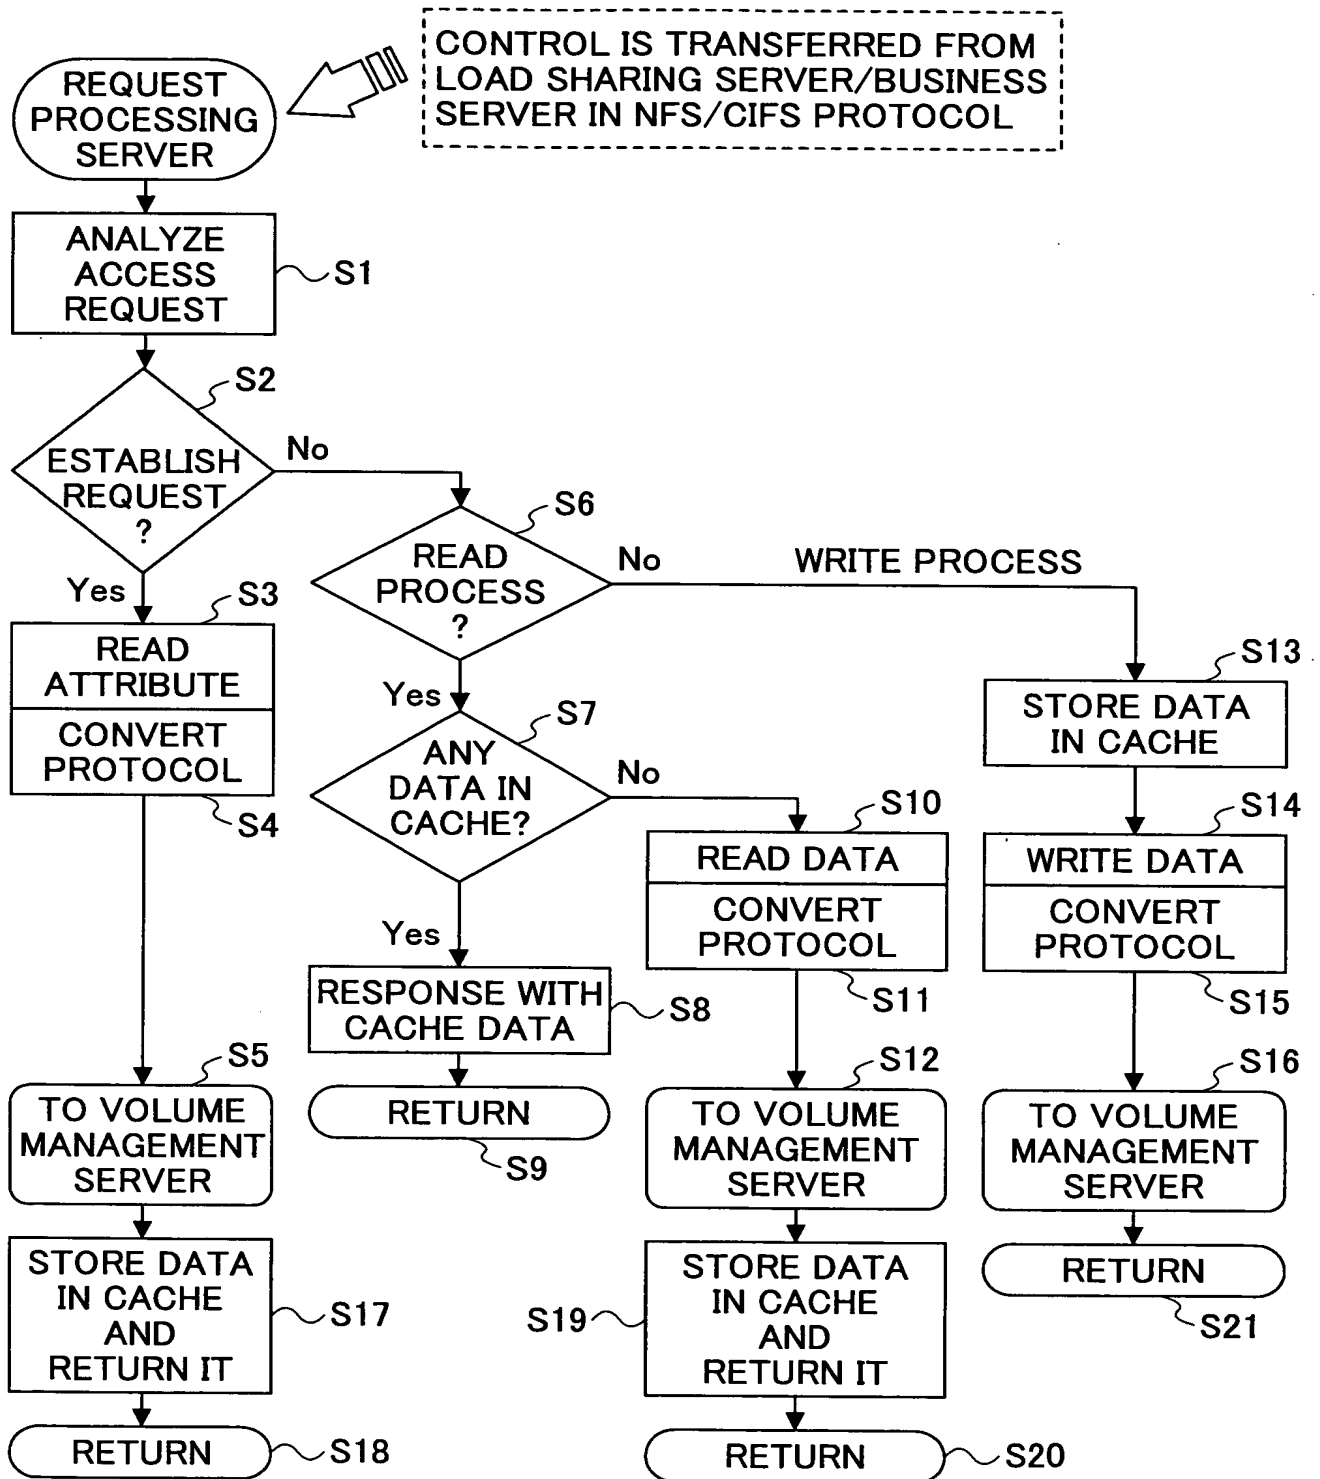 CONTROL IS TRANSFERRED FROM
LOAD SHARING SERVER/BUSINESS
SERVER IN NFS/CIFS PROTOCOL
REQUEST
PROCESSING
SERVER
ANALYZE
ACCESS
REQUEST
S1
S2
ESTABLISH
REQUEST
?
No
Yes
S3
READ
ATTRIBUTE
CONVERT
PROTOCOL
S4
S5
TO VOLUME
MANAGEMENT
SERVER
STORE DATA
IN CACHE
AND
RETURN IT
S17
RETURN
S18
S6
READ
PROCESS
?
No
WRITE PROCESS
Yes
S7
ANY
DATA IN
CACHE?
No
Yes
RESPONSE WITH
CACHE DATA
S8
RETURN
S9
S10
READ DATA
CONVERT
PROTOCOL
S11
S12
TO VOLUME
MANAGEMENT
SERVER
STORE DATA
IN CACHE
AND
RETURN IT
S19
RETURN
S20
S13
STORE DATA
IN CACHE
S14
WRITE DATA
CONVERT
PROTOCOL
S15
S16
TO VOLUME
MANAGEMENT
SERVER
RETURN
S21